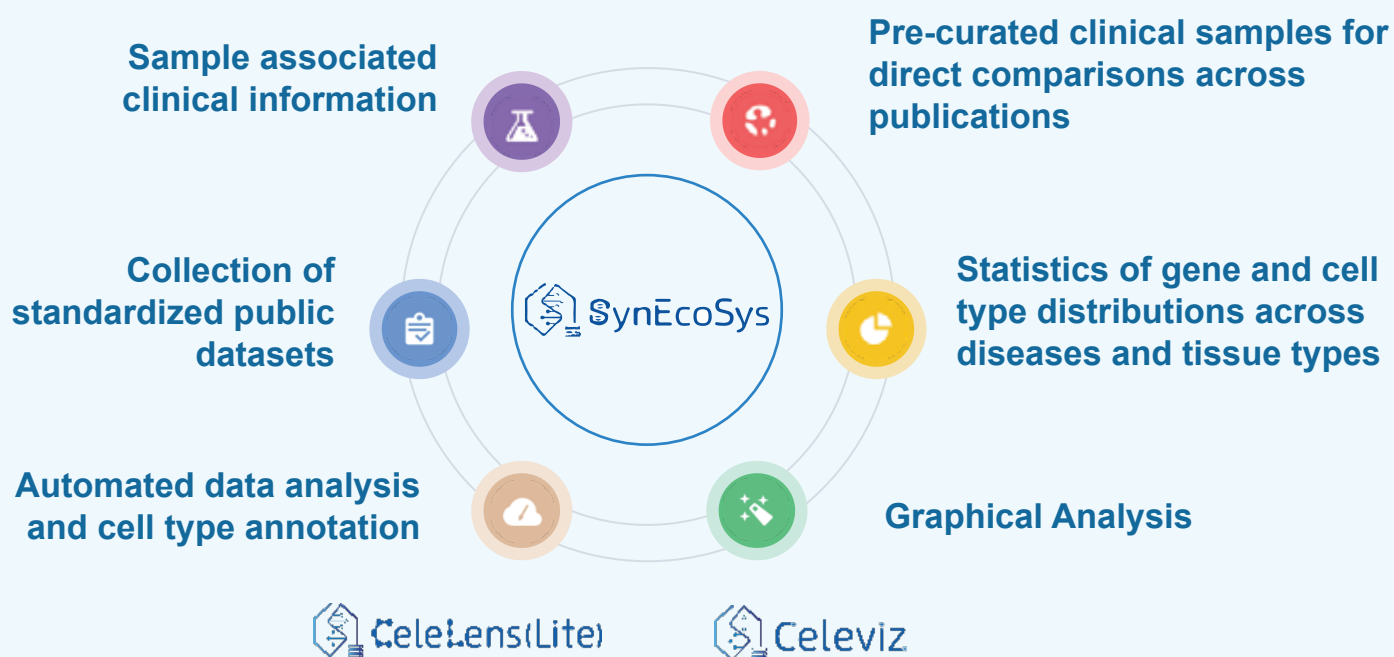 Sample associated
clinical information
Pre-curated clinical samples for
direct comparisons across
publications
Collection of
standardized public
datasets
SynEcoSys
Statistics of gene and cell
type distributions across
diseases and tissue types
Automated data analysis
and cell type annotation
Graphical Analysis
CeleLens(Lite)
Celeviz